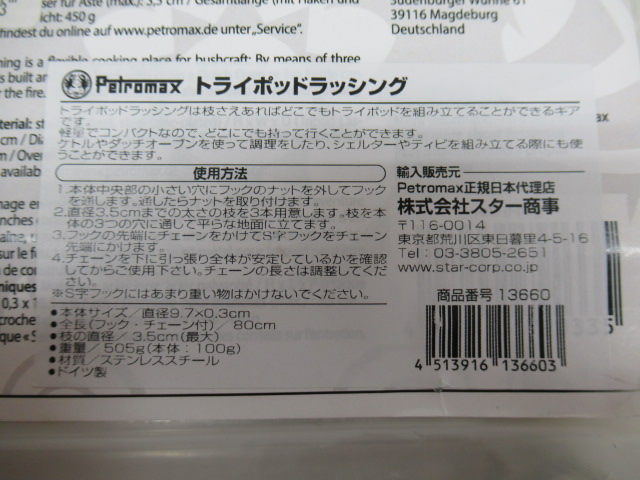 cht: 450 g
findest du online auf www.petromax.de unter „Service“.
39116 Magdeburg
Deutschland
Petromax トライポッドラッシング
トライポッドラッシングは枝さえあればどこでもトライポッドを組み立てることができるギア
です。
軽量でコンパクトなので、どこにでも持って行くことができます。
ケトルやダッチオーブンを使って調理をしたり、シェルターやティピを組み立てる際にも使
うことができます。
使用方法
1.本体中央部の小さい穴にフックのナットを外してフック
を通します。通したらナットを取り付けます。
2.直径3.5cmまでの太さの枝を3本用意します。枝を本
体の3つの穴に通して平らな地面に立てます。
3.フックの先端にチェーンをかけてS字フックをチェーン
先端にかけます。
4.チェーンを下に引っ張り全体が安定しているかを確認
してからご使用下さい。チェーンの長さは調整してくだ
さい。
※S字フックにはあまり重い物はかけないでください。
●本体サイズ／直径9.7×0.3cm
●全長(フック・チェーン付)／80cm
●枝の直径／3.5cm(最大)
●重量／505g(本体：100g)
●材質／ステンレススチール
●ドイツ製
輸入販売元
Petromax正規日本代理店
株式会社スター商事
〒116-0014
東京都荒川区東日暮里4-5-16
Tel：03-3805-2651
www.star-corp.co.jp
商品番号 13660
4 513916 136603